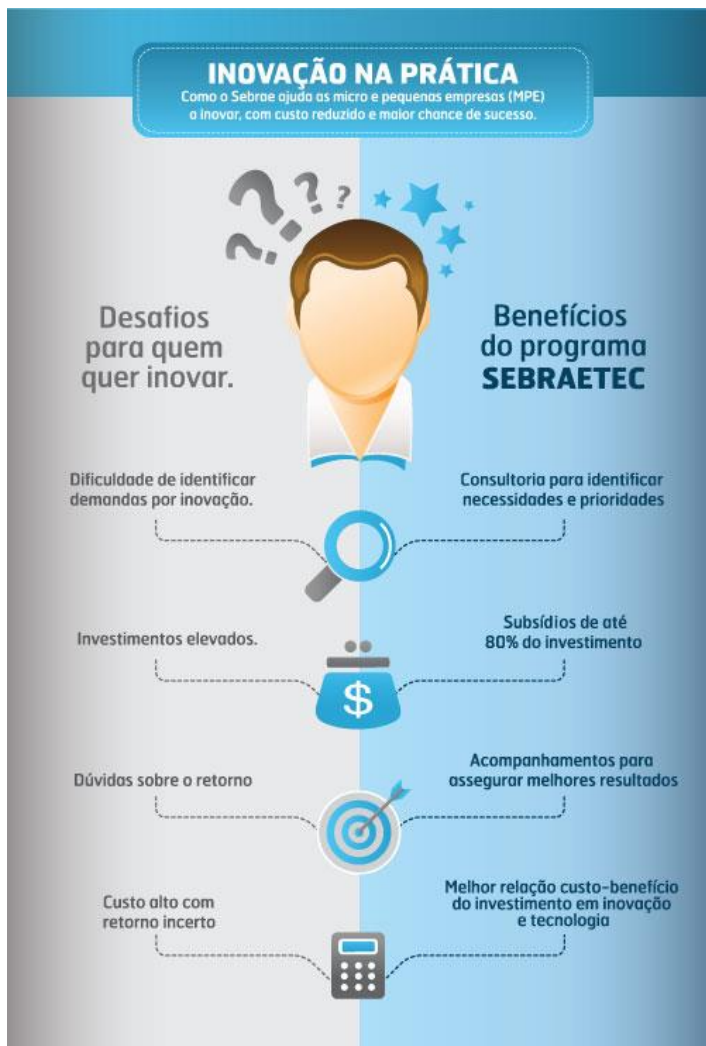 INOVAÇÃO NA PRÁTICA
Como o Sebrae ajuda as micro e pequenas empresas (MPE)
a inovar, com custo reduzido e maior chance de sucesso.
? ? ? ?
Desafios
para quem
quer inovar.
Benefícios
do programa
SEBRAETEC
Dificuldade de identificar
demandas por inovação.
Consultoria para identificar
necessidades e prioridades
Investimentos elevados.
Subsídios de até
80% do investimento
$
Dúvidas sobre o retorno
Acompanhamentos para
assegurar melhores resultados
Custo alto com
retorno incerto
Melhor relação custo-benefício
do investimento em inovação
e tecnologia